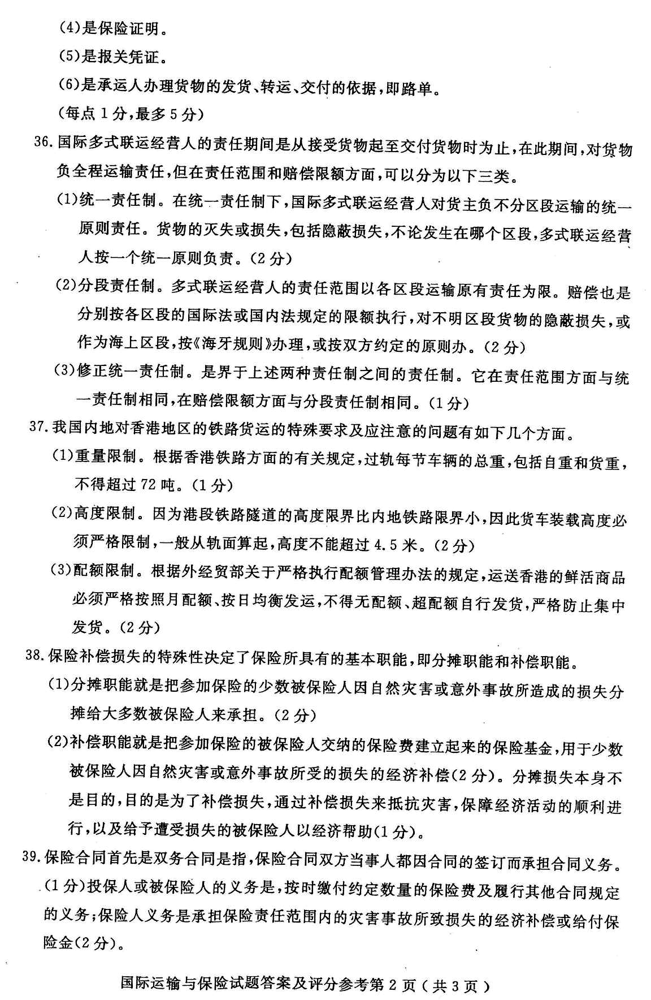 (4)是保险证明。
(5)是报关凭证。
(6)是承运人办理货物的发货、转运、交付的依据,即路单。
(每点 1 分,最多 5 分)
36. 国际多式联运经营人的责任期间是从接受货物起至交付货物时为止,在此期间,对货物
负全程运输责任,但在责任范围和赔偿限额方面,可以分为以下三类。
(1)统一责任制。在统一责任制下,国际多式联运经营人对货主负不分区段运输的统一
原则责任。货物的灭失或损失,包括隐蔽损失,不论发生在哪个区段,多式联运经营
人按一个统一原则负责。(2 分)
(2)分段责任制。多式联运经营人的责任范围以各区段运输原有责任为限。赔偿也是
分别按各区段的国际法或国内法规定的限额执行,对不明区段货物的隐蔽损失,或
作为海上区段,按《海牙规则》办理,或按双方约定的原则办。(2 分)
(3)修正统一责任制。是界于上述两种责任制之间的责任制。它在责任范围方面与统
一责任制相同,在赔偿限额方面与分段责任制相同。(1 分)
37. 我国内地对香港地区的铁路货运的特殊要求及应注意的问题有如下几个方面。
(1)重量限制。根据香港铁路方面的有关规定,过轨每节车辆的总重,包括自重和货重,
不得超过 72 吨。(1 分)
(2)高度限制。因为港段铁路隧道的高度限界比内地铁路限界小,因此货车装载高度必
须严格限制,一般从轨面算起,高度不能超过 4.5 米。(2 分)
(3)配额限制。根据外经贸部关于严格执行配额管理办法的规定,运送香港的鲜活商品
必须严格按照月配额、按日均衡发运,不得无配额、超配额自行发货,严格防止集中
发货。(2 分)
38. 保险补偿损失的特殊性决定了保险所具有的基本职能,即分摊职能和补偿职能。
(1)分摊职能就是把参加保险的少数被保险人因自然灾害或意外事故所造成的损失分
摊给大多数被保险人来承担。(2 分)
(2)补偿职能就是把参加保险的被保险人交纳的保险费建立起来的保险基金,用于少数
被保险人因自然灾害或意外事故所受的损失的经济补偿(2 分)。分摊损失本身不
是目的,目的是为了补偿损失,通过补偿损失来抵抗灾害,保障经济活动的顺利进
行,以及给予遭受损失的被保险人以经济帮助(1 分)。
39. 保险合同首先是双务合同是指,保险合同双方当事人都因合同的签订而承担合同义务。
(1 分)投保人或被保险人的义务是,按时缴付约定数量的保险费及履行其他合同规定
的义务;保险人义务是承担保险责任范围内的灾害事故所致损失的经济补偿或给付保
险金(2 分)。
国际运输与保险试题答案及评分参考第 2 页(共 3 页)